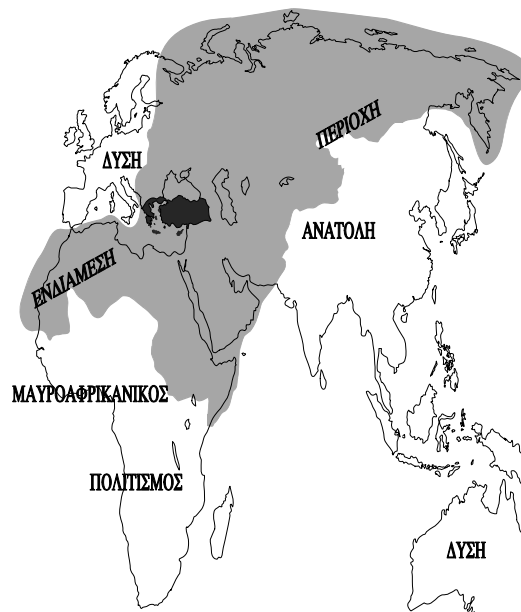 ΠΕΡΙΟΧΗ
ΔΥΣΗ
ΑΝΑΤΟΛΗ
ΕΝΔΙΑΜΕΣΗ
ΜΑΥΡΟΑΦΡΙΚΑΝΙΚΟΣ
ΠΟΛΙΤΙΣΜΟΣ
ΔΥΣΗ